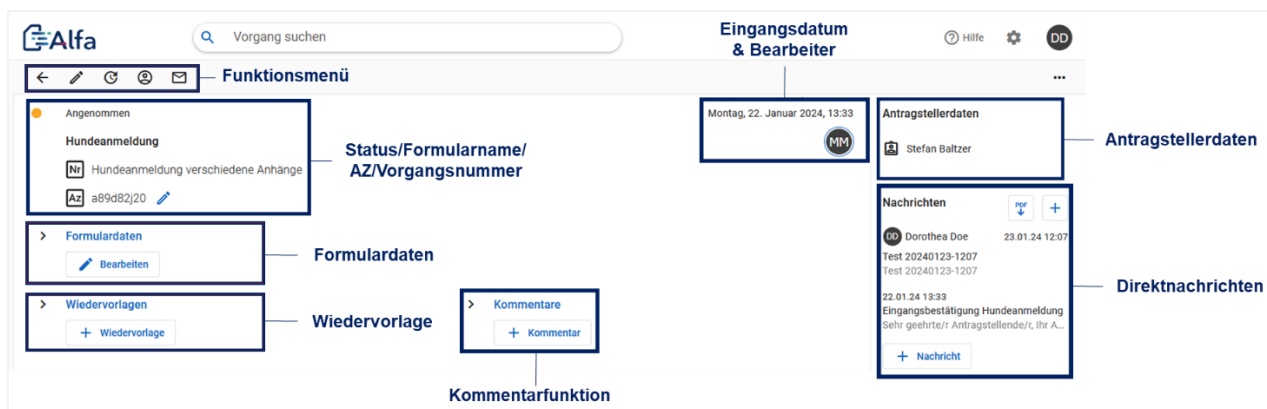 Alfa
Vorgang suchen
Eingangsdatum
& Bearbeiter
Hilfe
DD
Funktionsmenü
Angenommen
Hundeanmeldung
Nr Hundeanmeldung verschiedene Anhänge
Az a89d82j20
Status/Formularname/
AZ/Vorgangsnummer
Montag, 22. Januar 2024, 13:33
MM
Antragstellerdaten
Stefan Baltzer
Antragstellerdaten
Formulardaten
Bearbeiten
Formulardaten
Wiedervorlagen
+ Wiedervorlage
Wiedervorlage
Kommentare
+ Kommentar
Kommentarfunktion
Nachrichten
PDF
+
DD Dorothea Doe 23.01.24 12:07
Test 20240123-1207
Test 20240123-1207
22.01.24 13:33
Eingangsbestätigung Hundeanmeldung
Sehr geehrte/r Antragstellende/r, Ihr A...
+ Nachricht
Direktnachrichten